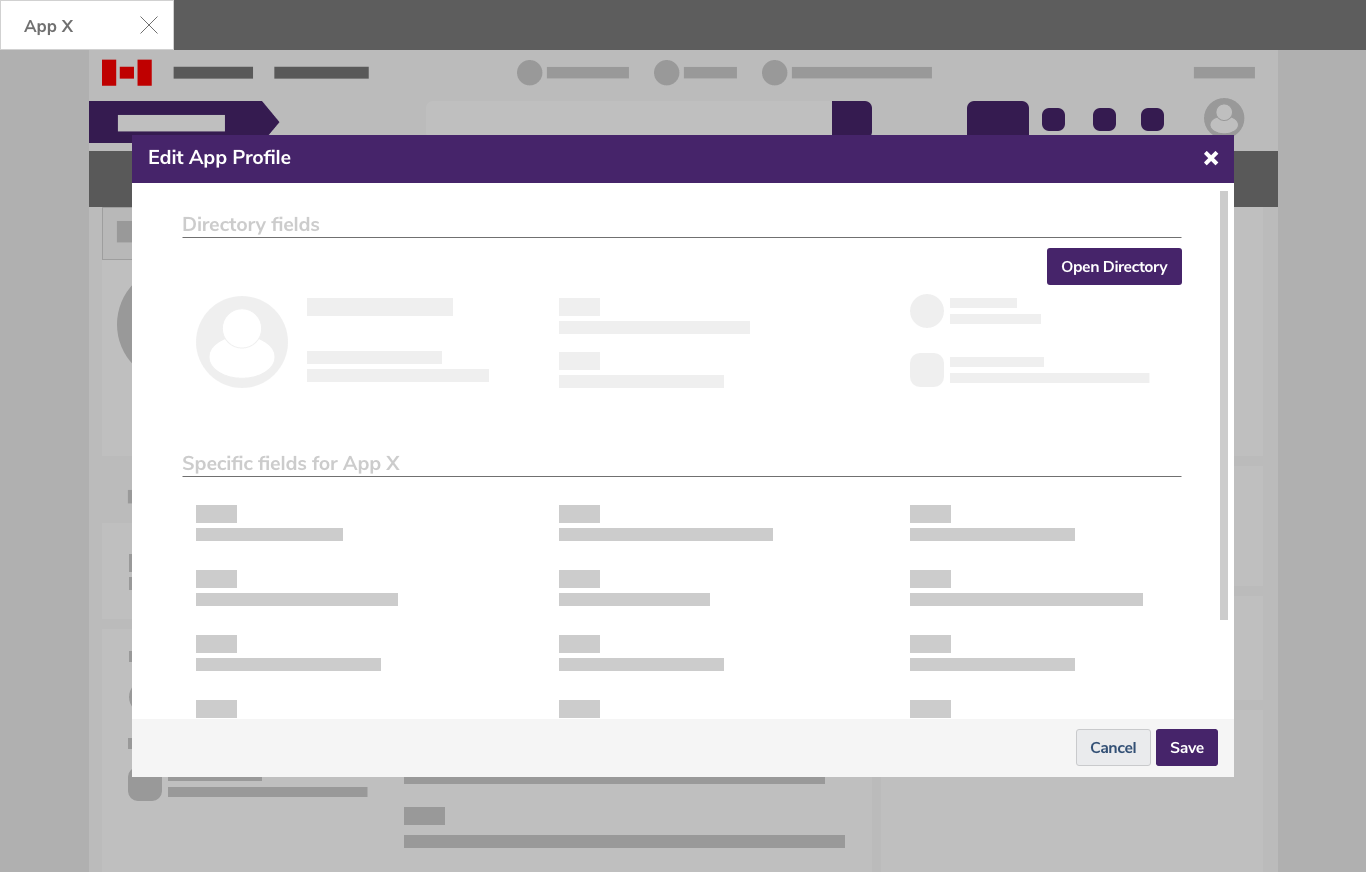 App X
Edit App Profile
Directory fields
Open Directory
Specific fields for App X
Cancel
Save